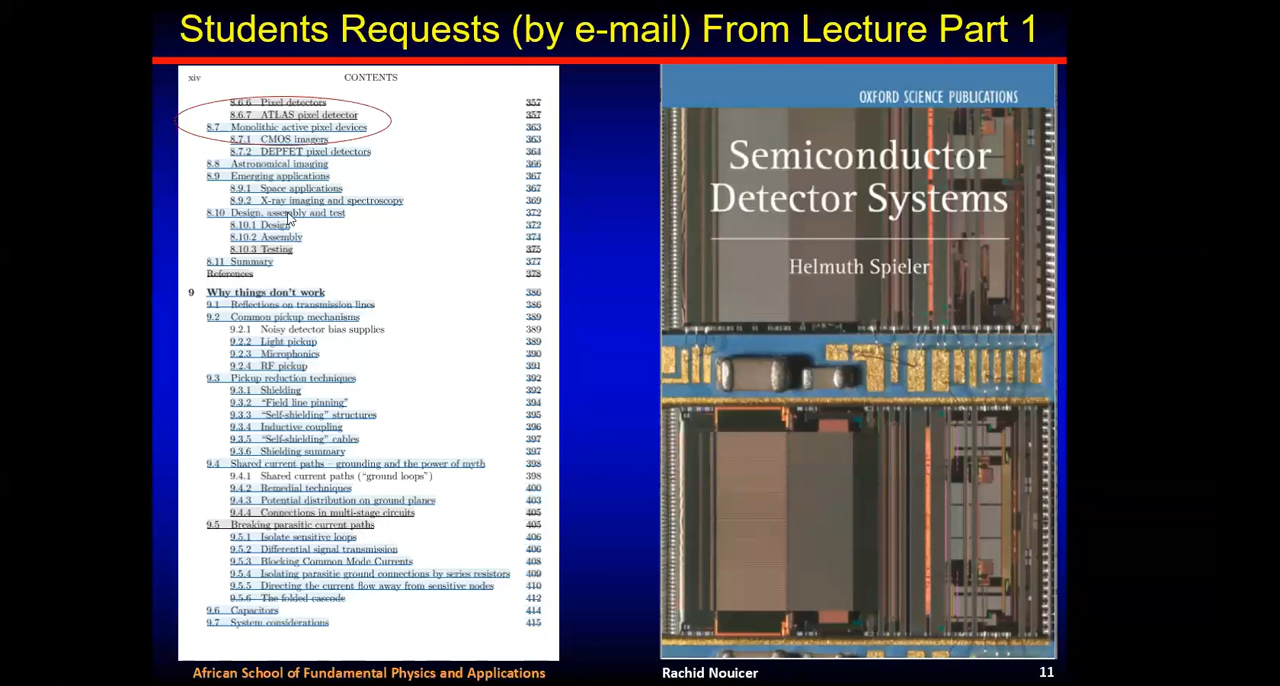 Students Requests (by e-mail) From Lecture Part 1
xiv CONTENTS
8.6.6 Pixel detectors 357
8.6.7 ATLAS pixel detector 357
8.7 Monolithic active pixel devices 363
8.7.1 CMOS imagers 363
8.7.2 DEPFET pixel detectors 364
8.8 Astronomical imaging 366
8.9 Emerging applications 367
8.9.1 Space applications 367
8.9.2 X-ray imaging and spectroscopy 369
8.10 Design, assembly and test 372
8.10.1 Design 372
8.10.2 Assembly 374
8.10.3 Testing 375
8.11 Summary 377
References 378
9 Why things don't work 386
9.1 Reflections on transmission lines 386
9.2 Common pickup mechanisms 389
9.2.1 Noisy detector bias supplies 389
9.2.2 Light pickup 389
9.2.3 Microphonics 390
9.2.4 RF pickup 391
9.3 Pickup reduction techniques 392
9.3.1 Shielding 392
9.3.2 "Field line pinning" 394
9.3.3 "Self-shielding" structures 395
9.3.4 Inductive coupling 396
9.3.5 "Self-shielding" cables 397
9.3.6 Shielding summary 397
9.4 Shared current paths – grounding and the power of myth 398
9.4.1 Shared current paths ("ground loops") 398
9.4.2 Remedial techniques 400
9.4.3 Potential distribution on ground planes 403
9.4.4 Connections in multi-stage circuits 405
9.5 Breaking parasitic current paths 405
9.5.1 Isolate sensitive loops 406
9.5.2 Differential signal transmission 406
9.5.3 Blocking Common Mode Currents 408
9.5.4 Isolating parasitic ground connections by series resistors 409
9.5.5 Directing the current flow away from sensitive nodes 410
9.5.6 The folded cascode 412
9.6 Capacitors 414
9.7 System considerations 415
OXFORD SCIENCE PUBLICATIONS
Semiconductor
Detector Systems
Helmuth Spieler
African School of Fundamental Physics and Applications
Rachid Nouicer
11